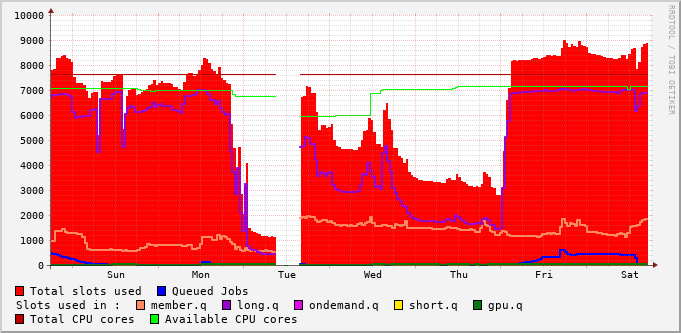 RRDTOOL / TOBI OETIKER
10000
9000
8000
7000
6000
5000
4000
3000
2000
1000
0
Sun Mon Tue Wed Thu Fri Sat
Total slots used Queued Jobs
Slots used in : member.q long.q ondemand.q short.q gpu.q
Total CPU cores Available CPU cores